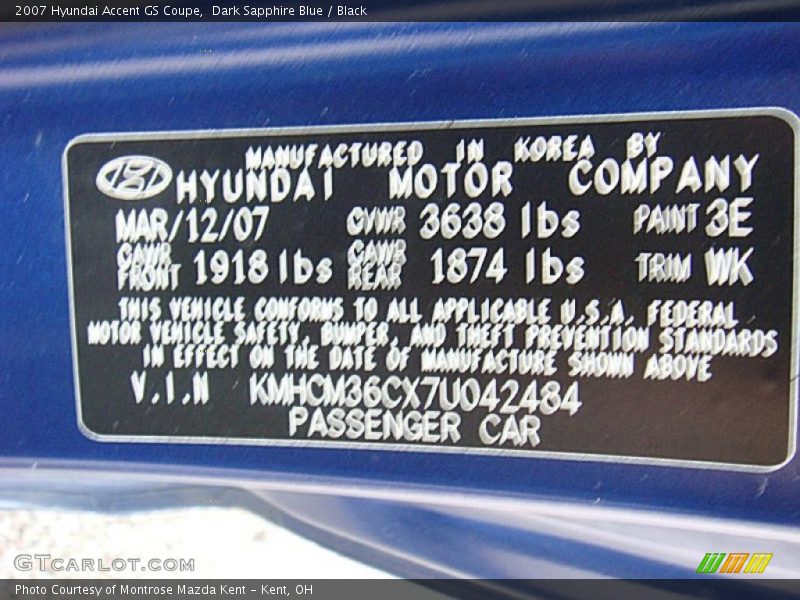 2007 Hyundai Accent GS Coupe,  Dark Sapphire Blue / Black
MANUFACTURED IN KOREA BY
HYUNDAI MOTOR COMPANY
MAR/12/07 GVWR 3638 lbs PAINT 3E
GAWR FRONT 1918 lbs GAWR REAR 1874 lbs TRIM WK
THIS VEHICLE CONFORMS TO ALL APPLICABLE U.S.A. FEDERAL
MOTOR VEHICLE SAFETY, BUMPER, AND THEFT PREVENTION STANDARDS
IN EFFECT ON THE DATE OF MANUFACTURE SHOWN ABOVE
V.I.N KMHCM36CX7U042484
PASSENGER CAR
GTCARLOT.COM
Photo Courtesy of Montrose Mazda Kent - Kent, OH